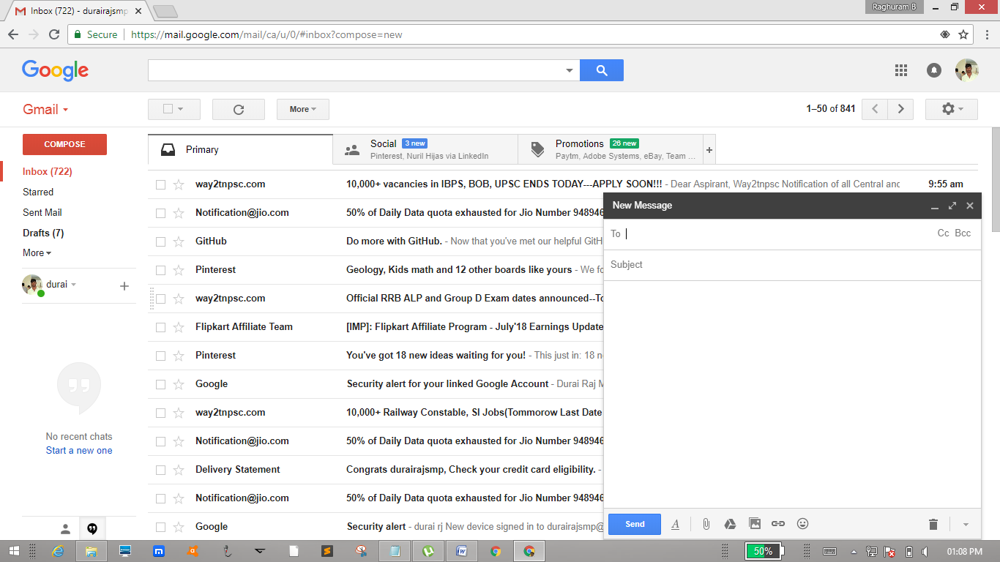 Inbox (722) - durairajsmp
Raghuram B
Secure https://mail.google.com/mail/ca/u/0/#inbox?compose=new
Google
Gmail
More
1–50 of 841
COMPOSE
Inbox (722)
Starred
Sent Mail
Drafts (7)
More
durai
No recent chats
Start a new one
Primary
Social 3 new
Pinterest, Nuril Hijas via LinkedIn
Promotions 26 new
Paytm, Adobe Systems, eBay, Team ...
+
way2tnpsc.com 10,000+ vacancies in IBPS, BOB, UPSC ENDS TODAY---APPLY SOON!!! - Dear Aspirant, Way2tnpsc Notification of all Central and 9:55 am
Notification@jio.com 50% of Daily Data quota exhausted for Jio Number 948946
GitHub Do more with GitHub. - Now that you've met our helpful GitH
Pinterest Geology, Kids math and 12 other boards like yours - We fo
way2tnpsc.com Official RRB ALP and Group D Exam dates announced--To
Flipkart Affiliate Team [IMP]: Flipkart Affiliate Program - July'18 Earnings Update
Pinterest You've got 18 new ideas waiting for you! - This just in: 18 n
Google Security alert for your linked Google Account - Durai Raj M
way2tnpsc.com 10,000+ Railway Constable, SI Jobs(Tommorow Last Date
Notification@jio.com 50% of Daily Data quota exhausted for Jio Number 948946
Delivery Statement Congrats durairajsmp, Check your credit card eligibility. -
Notification@jio.com 50% of Daily Data quota exhausted for Jio Number 948946
Google Security alert - durai rj New device signed in to durairajsmp@
New Message
To Cc Bcc
Subject
Send A
50%
01:08 PM